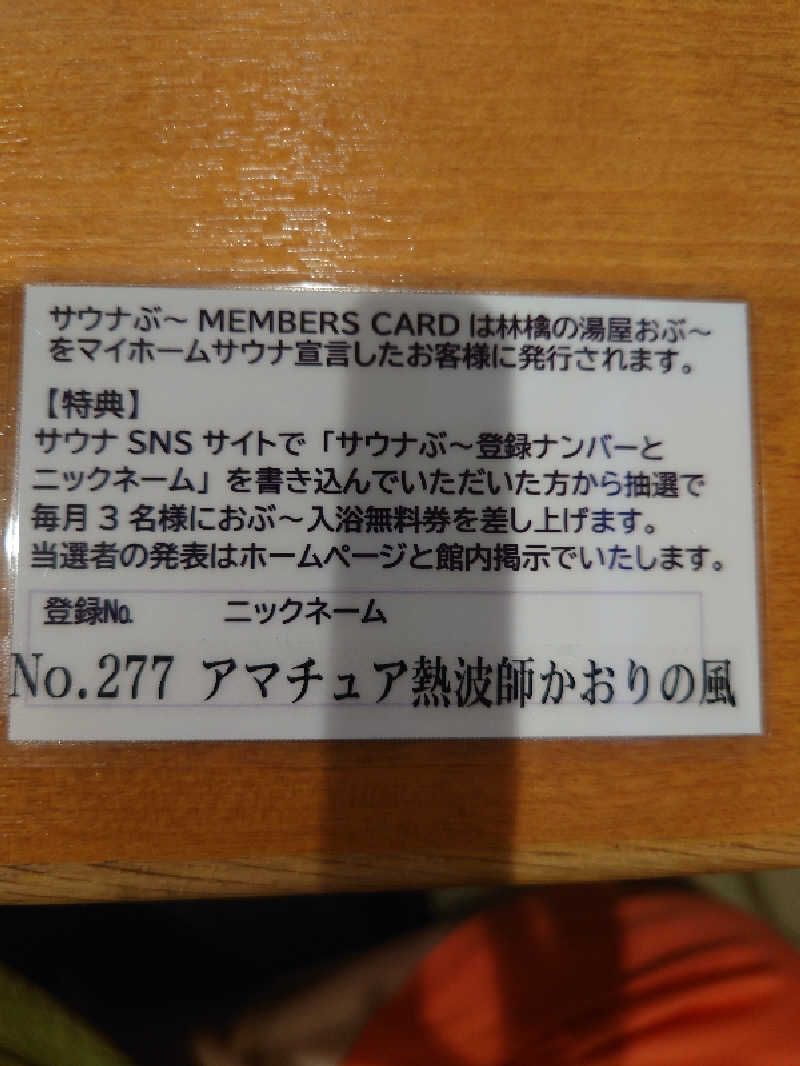 サウナぶ～ MEMBERS CARD は林檎の湯屋おぶ～
をマイホームサウナ宣言したお客様に発行されます。
【特典】
サウナ SNS サイトで「サウナぶ～登録ナンバーと
ニックネーム」を書き込んでいただいた方から抽選で
毎月 3 名様におぶ～入浴無料券を差し上げます。
当選者の発表はホームページと館内掲示でいたします。
登録№ ニックネーム
No.277 アマチュア熱波師かおりの風